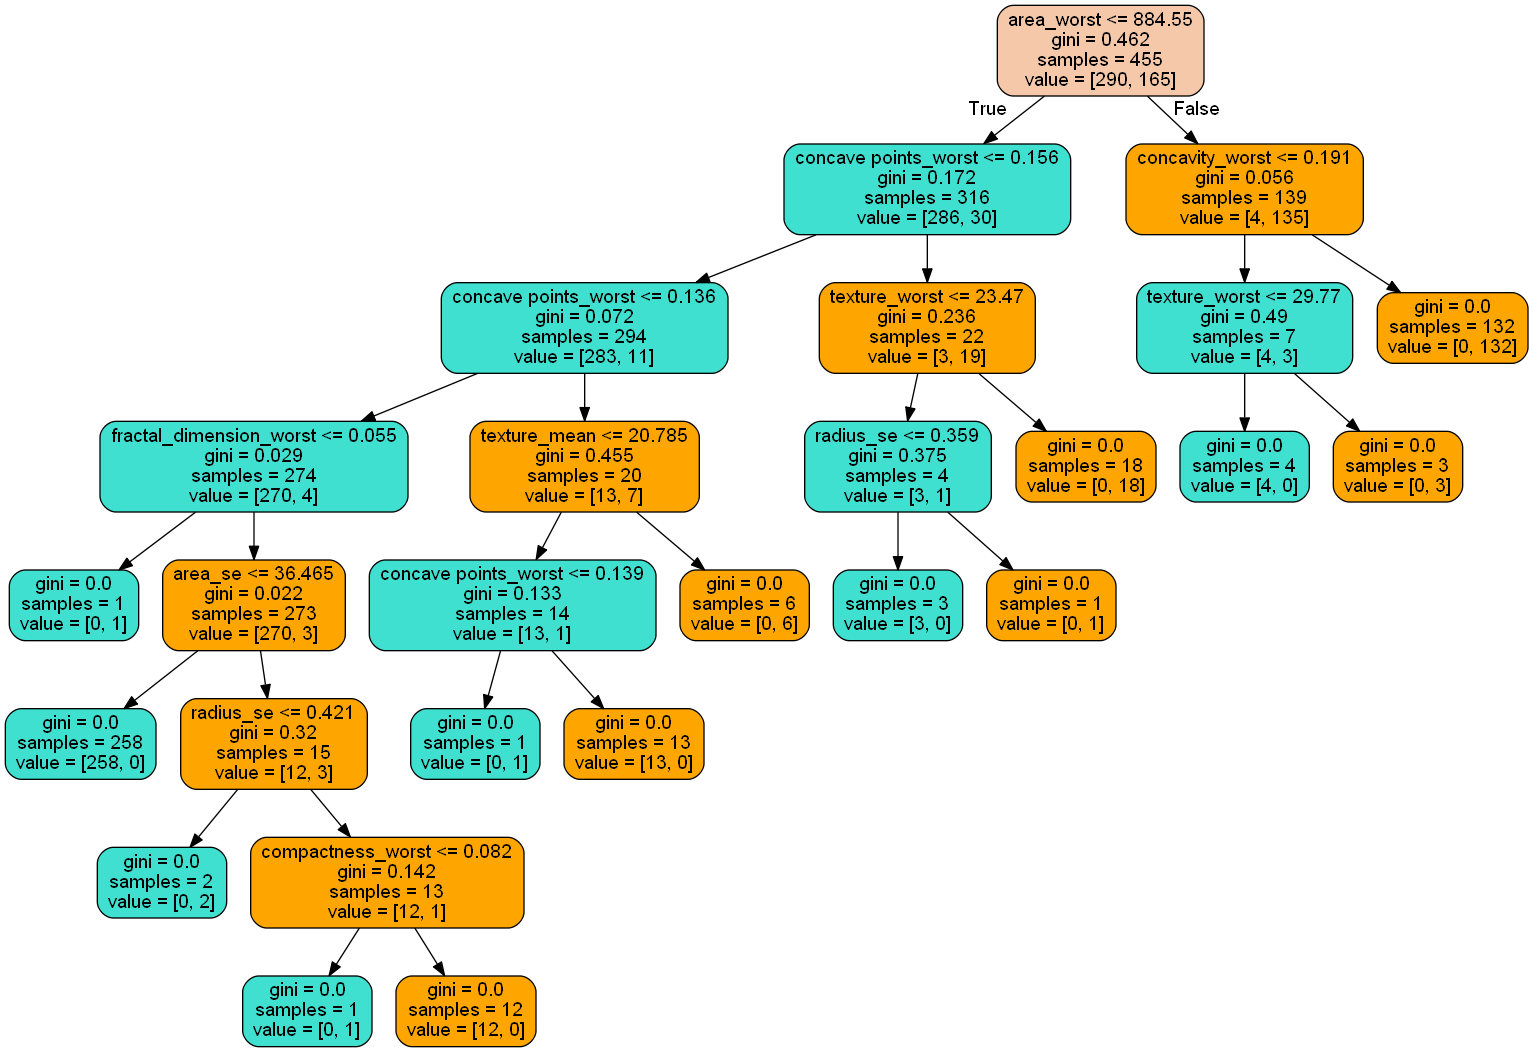 area_worst <= 884.55
gini = 0.462
samples = 455
value = [290, 165]
True
False
concave points_worst <= 0.156
gini = 0.172
samples = 316
value = [286, 30]
concavity_worst <= 0.191
gini = 0.056
samples = 139
value = [4, 135]
concave points_worst <= 0.136
gini = 0.072
samples = 294
value = [283, 11]
texture_worst <= 23.47
gini = 0.236
samples = 22
value = [3, 19]
texture_worst <= 29.77
gini = 0.49
samples = 7
value = [4, 3]
gini = 0.0
samples = 132
value = [0, 132]
fractal_dimension_worst <= 0.055
gini = 0.029
samples = 274
value = [270, 4]
texture_mean <= 20.785
gini = 0.455
samples = 20
value = [13, 7]
radius_se <= 0.359
gini = 0.375
samples = 4
value = [3, 1]
gini = 0.0
samples = 18
value = [0, 18]
gini = 0.0
samples = 4
value = [4, 0]
gini = 0.0
samples = 3
value = [0, 3]
gini = 0.0
samples = 1
value = [0, 1]
area_se <= 36.465
gini = 0.022
samples = 273
value = [270, 3]
concave points_worst <= 0.139
gini = 0.133
samples = 14
value = [13, 1]
gini = 0.0
samples = 6
value = [0, 6]
gini = 0.0
samples = 3
value = [3, 0]
gini = 0.0
samples = 1
value = [0, 1]
gini = 0.0
samples = 258
value = [258, 0]
radius_se <= 0.421
gini = 0.32
samples = 15
value = [12, 3]
gini = 0.0
samples = 1
value = [0, 1]
gini = 0.0
samples = 13
value = [13, 0]
gini = 0.0
samples = 2
value = [0, 2]
compactness_worst <= 0.082
gini = 0.142
samples = 13
value = [12, 1]
gini = 0.0
samples = 1
value = [0, 1]
gini = 0.0
samples = 12
value = [12, 0]